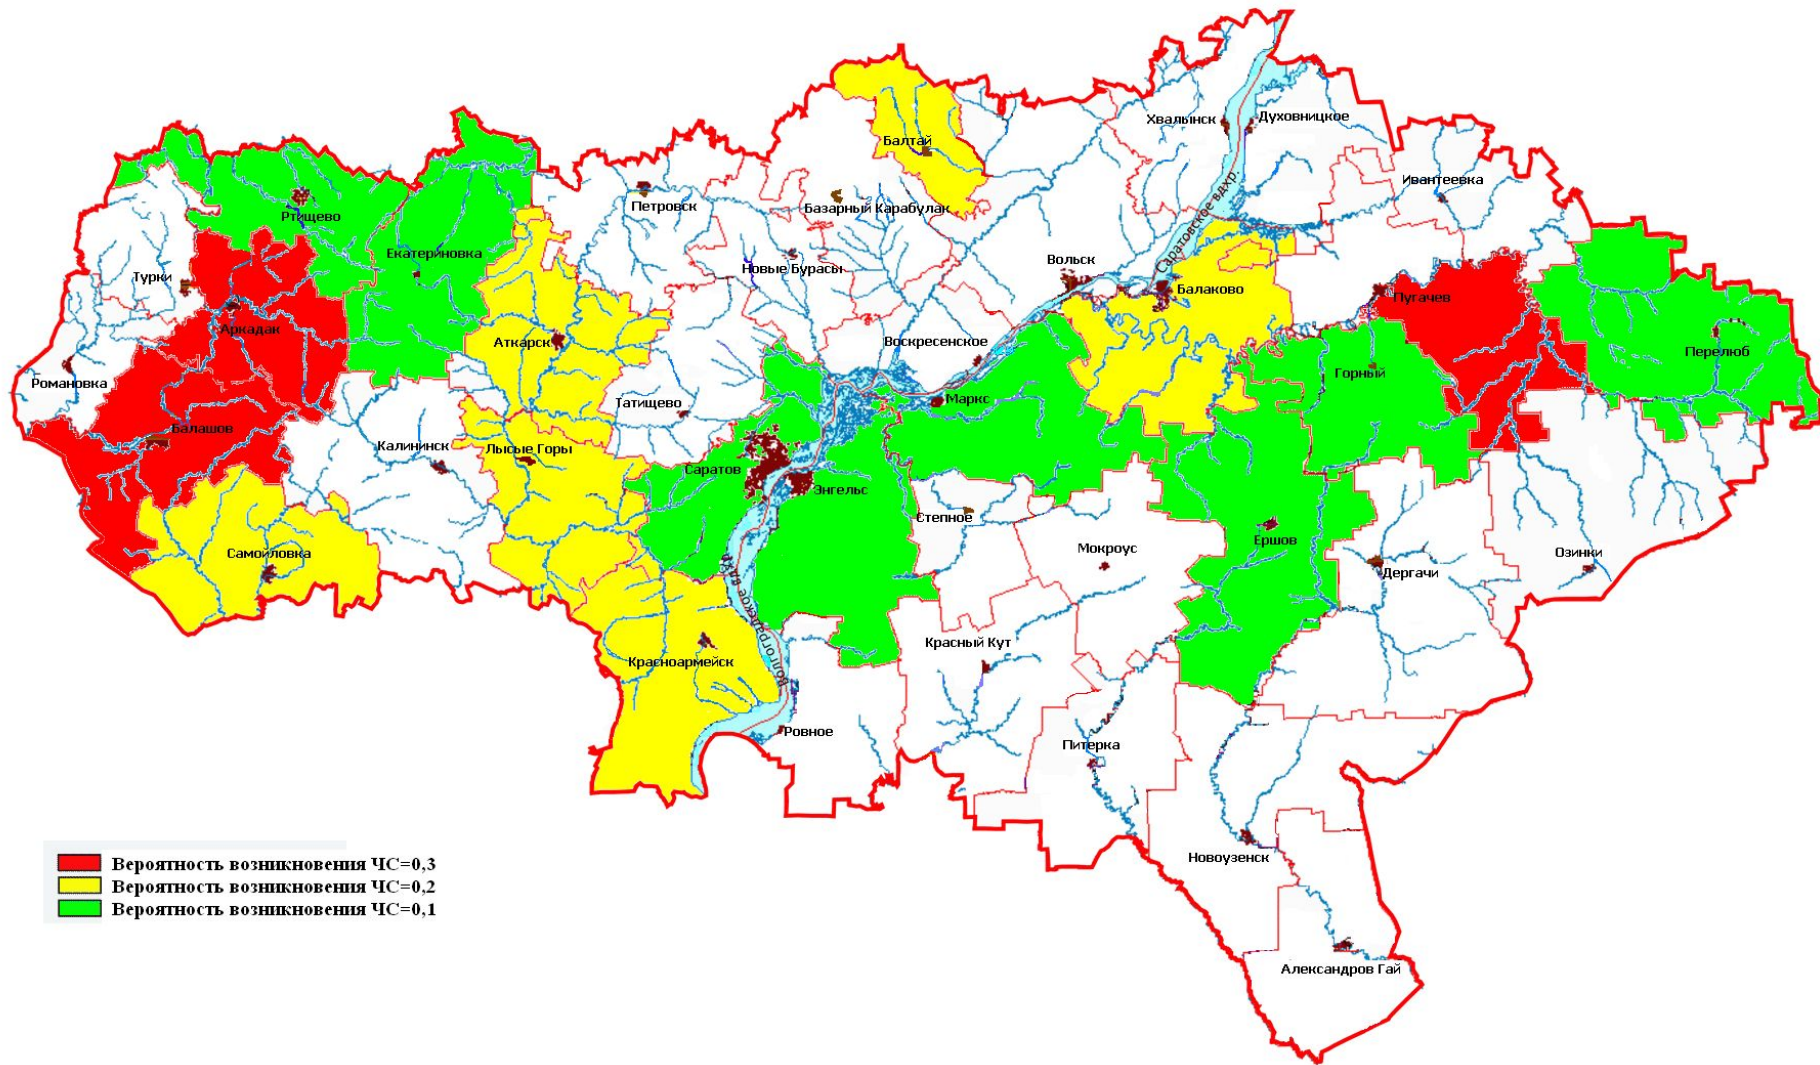 Хвалынск
Духовницкое
Балтай
Ивантеевка
Петровск
Базарный Карабулак
Ртищево
Екатериновка
Саратовское вдхр.
Турки
Новые Бурасы
Вольск
Балаково
Пугачев
Аркадак
Аткарск
Воскресенское
Перелюб
Романовка
Горный
Татищево
Маркс
Балашов
Калининск
Лысые Горы
Саратов
Энгельс
Степное
Самойловка
Мокроус
Ершов
Озинки
Дергачи
Волгоградское вдхр.
Красный Кут
Красноармейск
Ровное
Питерка
Новоузенск
Александров Гай
Вероятность возникновения ЧС=0,3
Вероятность возникновения ЧС=0,2
Вероятность возникновения ЧС=0,1